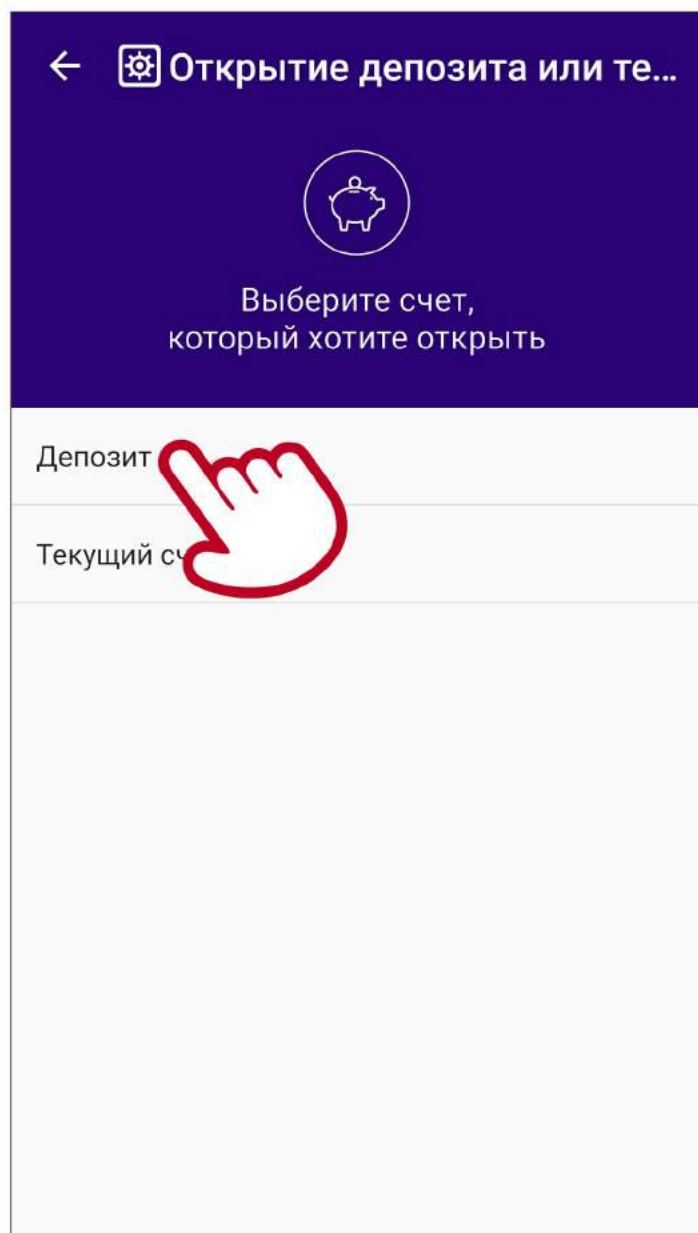 Открытие депозита или те...
Выберите счет,
который хотите открыть
Депозит
Текущий